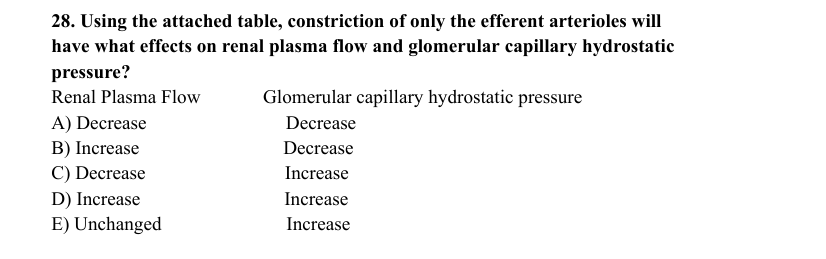 28. Using the attached table, constriction of only the efferent arterioles will
have what effects on renal plasma flow and glomerular capillary hydrostatic
pressure?
Renal Plasma Flow Glomerular capillary hydrostatic pressure
A) Decrease Decrease
B) Increase Decrease
C) Decrease Increase
D) Increase Increase
E) Unchanged Increase